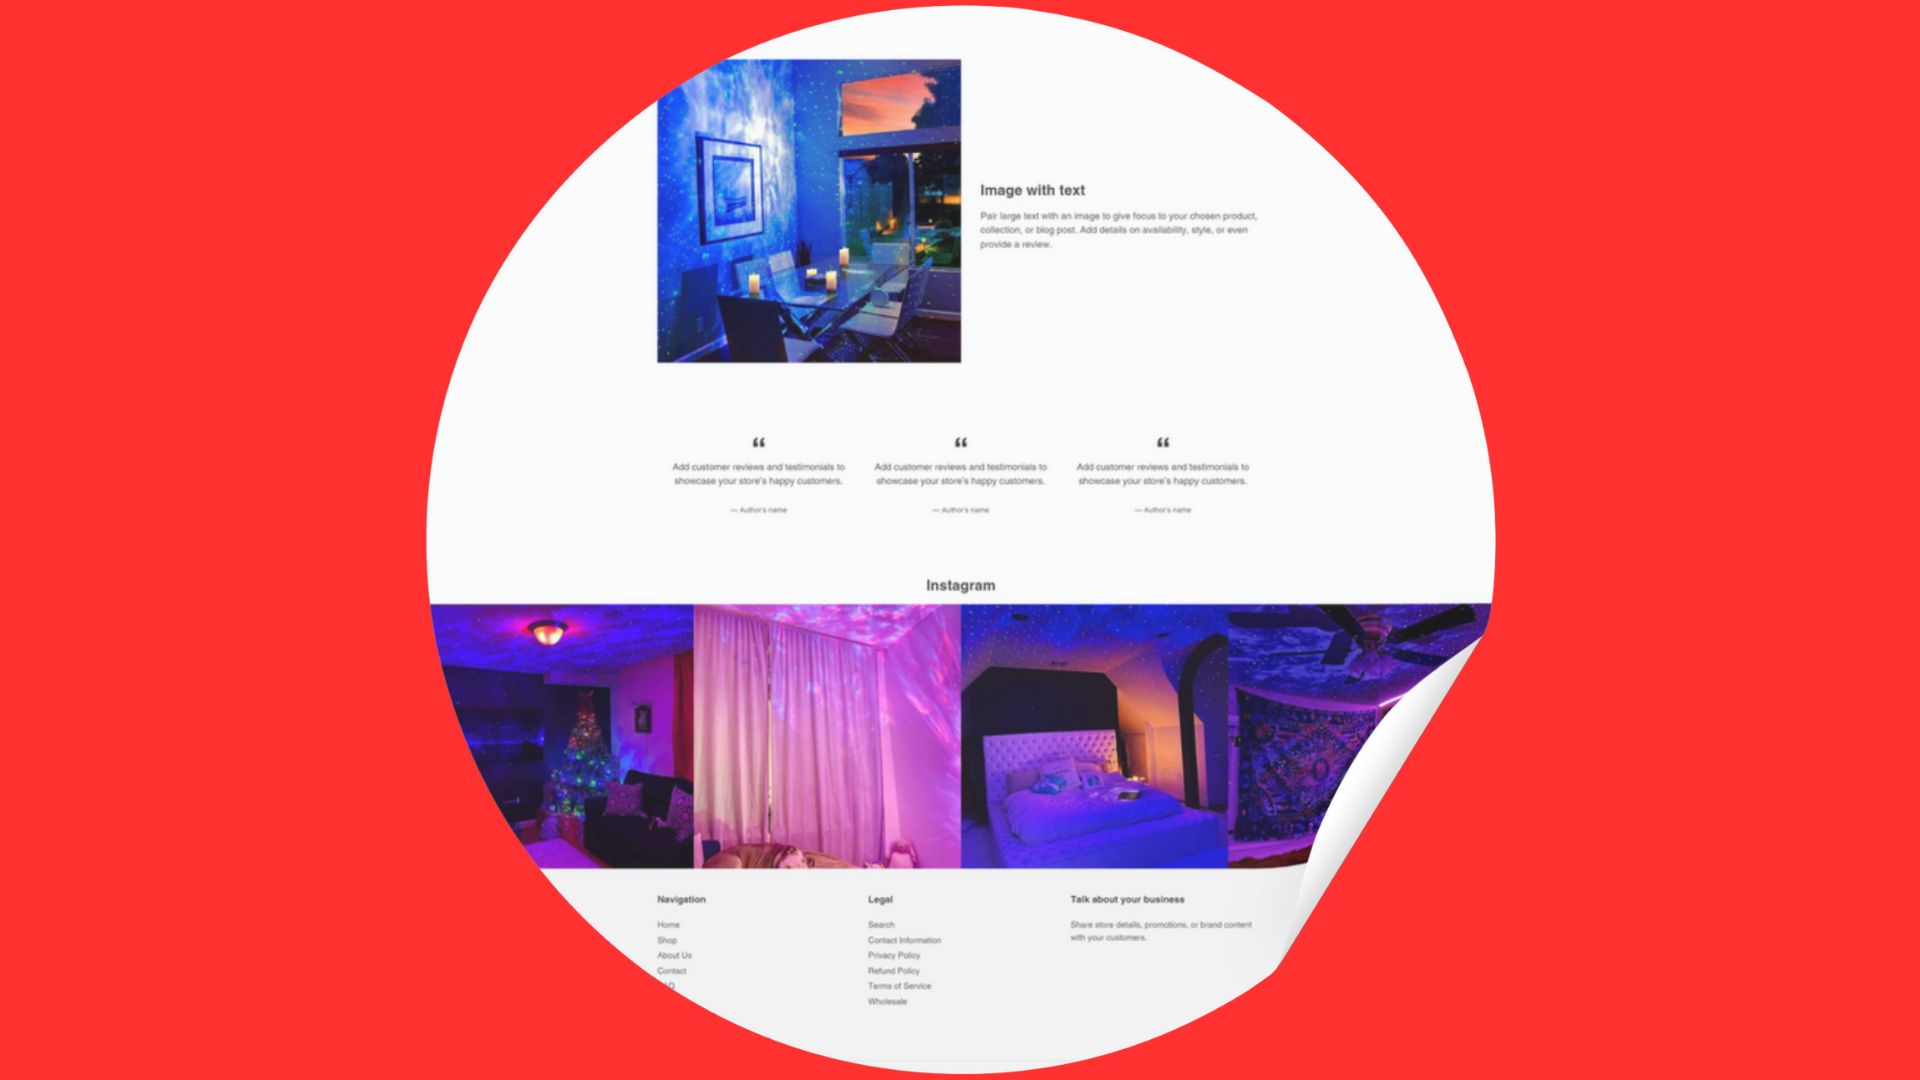 Image with text
Pair large text with an image to give focus to your chosen product,
collection, or blog post. Add details on availability, style, or even
provide a review.
“
Add customer reviews and testimonials to
showcase your store's happy customers.
— Author's name
“
Add customer reviews and testimonials to
showcase your store's happy customers.
— Author's name
“
Add customer reviews and testimonials to
showcase your store's happy customers.
— Author's name
Instagram
Navigation
Home
Shop
About Us
Contact
Legal
Search
Contact Information
Privacy Policy
Refund Policy
Terms of Service
Wholesale
Talk about your business
Share store details, promotions, or brand content
with your customers.